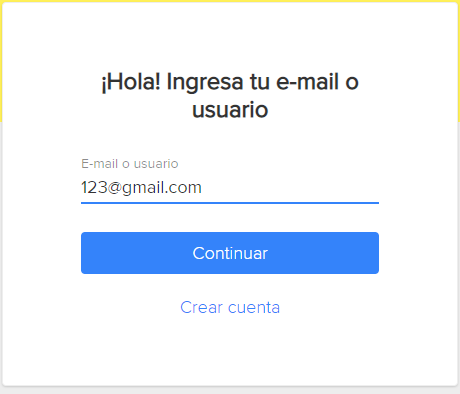 ¡Hola! Ingresa tu e-mail o
usuario
E-mail o usuario
123@gmail.com
Continuar
Crear cuenta